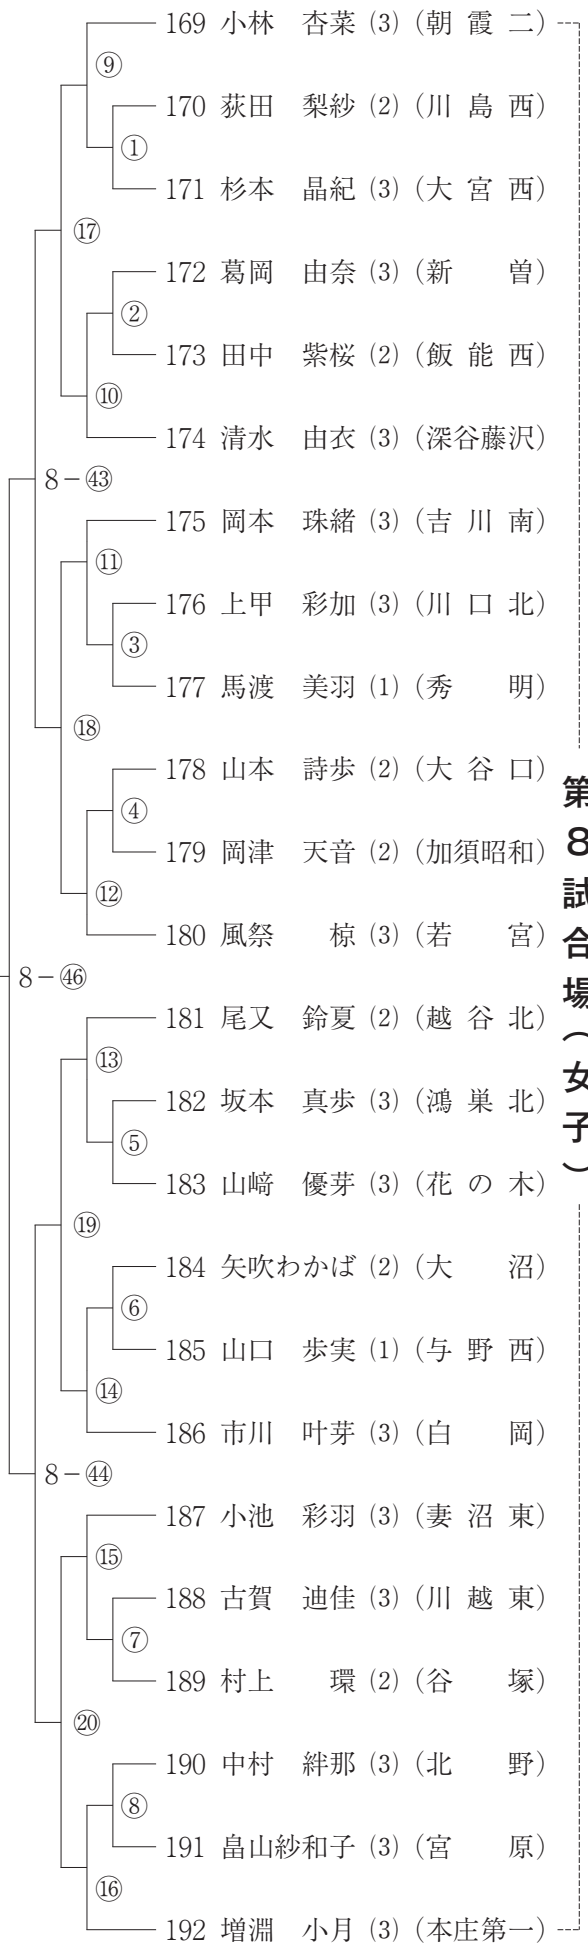 169 小林　杏菜 (3) (朝 霞 二)
⑨
170 荻田　梨紗 (2) (川 島 西)
①
171 杉本　晶紀 (3) (大 宮 西)
⑰
172 葛岡　由奈 (3) (新　　曽)
②
173 田中　紫桜 (2) (飯 能 西)
⑩
174 清水　由衣 (3) (深谷藤沢)
8－㊸
175 岡本　珠緒 (3) (吉 川 南)
⑪
176 上甲　彩加 (3) (川 口 北)
③
177 馬渡　美羽 (1) (秀　　明)
⑱
178 山本　詩歩 (2) (大 谷 口)
④
179 岡津　天音 (2) (加須昭和)
⑫
180 風祭　　椋 (3) (若　　宮)
8－㊻
181 尾又　鈴夏 (2) (越 谷 北)
⑬
182 坂本　真歩 (3) (鴻 巣 北)
⑤
183 山﨑　優芽 (3) (花 の 木)
⑲
184 矢吹わかば (2) (大　　沼)
⑥
185 山口　歩実 (1) (与 野 西)
⑭
186 市川　叶芽 (3) (白　　岡)
8－㊹
187 小池　彩羽 (3) (妻 沼 東)
⑮
188 古賀　迪佳 (3) (川 越 東)
⑦
189 村上　　環 (2) (谷　　塚)
⑳
190 中村　絆那 (3) (北　　野)
⑧
191 畠山紗和子 (3) (宮　　原)
⑯
192 増淵　小月 (3) (本庄第一)
第８試合場（女子）